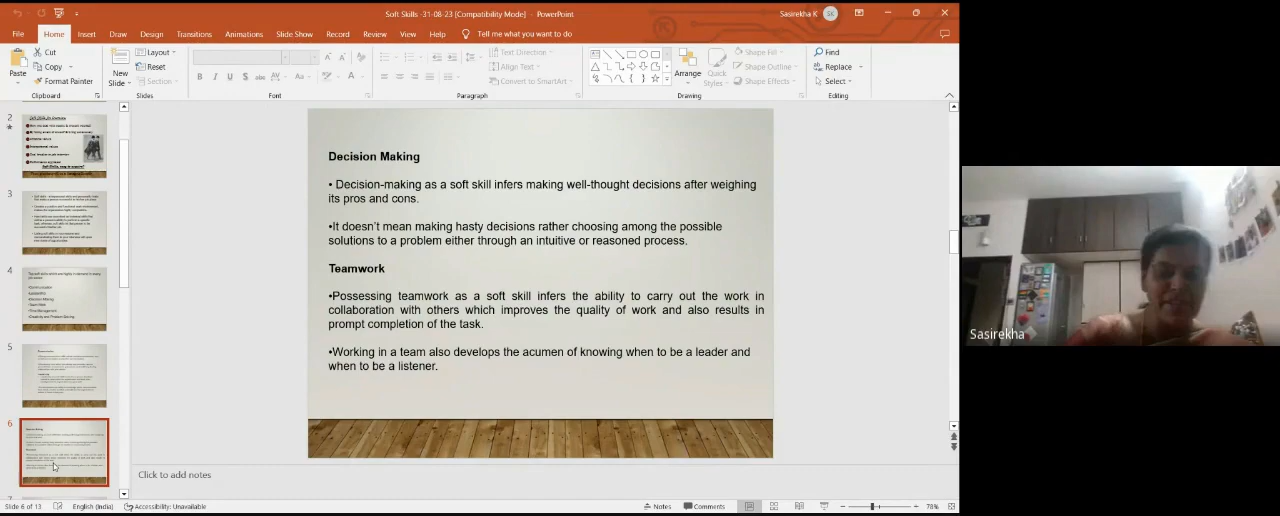 Soft Skills -31-08-23 [Compatibility Mode] - PowerPoint
Sasirekha K
SK
File Home Insert Draw Design Transitions Animations Slide Show Record Review View Help Tell me what you want to do
Paste
Cut
Copy
Format Painter
Clipboard
New Slide
Layout
Reset
Section
Slides
Font
Text Direction
Align Text
Convert to SmartArt
Paragraph
Arrange
Quick Styles
Shape Fill
Shape Outline
Shape Effects
Drawing
Find
Replace
Select
Editing
2
3
4
5
6
Decision Making
• Decision-making as a soft skill infers making well-thought decisions after weighing
its pros and cons.
•It doesn't mean making hasty decisions rather choosing among the possible
solutions to a problem either through an intuitive or reasoned process.
Teamwork
•Possessing teamwork as a soft skill infers the ability to carry out the work in
collaboration with others which improves the quality of work and also results in
prompt completion of the task.
•Working in a team also develops the acumen of knowing when to be a leader and
when to be a listener.
Click to add notes
Slide 6 of 13 English (India) Accessibility: Unavailable Notes Comments 78%
Sasirekha